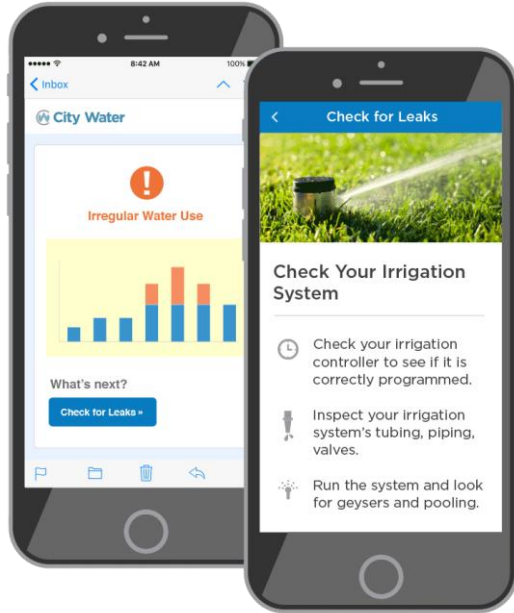 8:42 AM
100%
Inbox
City Water
!
Irregular Water Use
What's next?
Check for Leaks »
Check for Leaks
Check Your Irrigation
System
Check your irrigation
controller to see if it is
correctly programmed.
Inspect your irrigation
system's tubing, piping,
valves.
Run the system and look
for geysers and pooling.